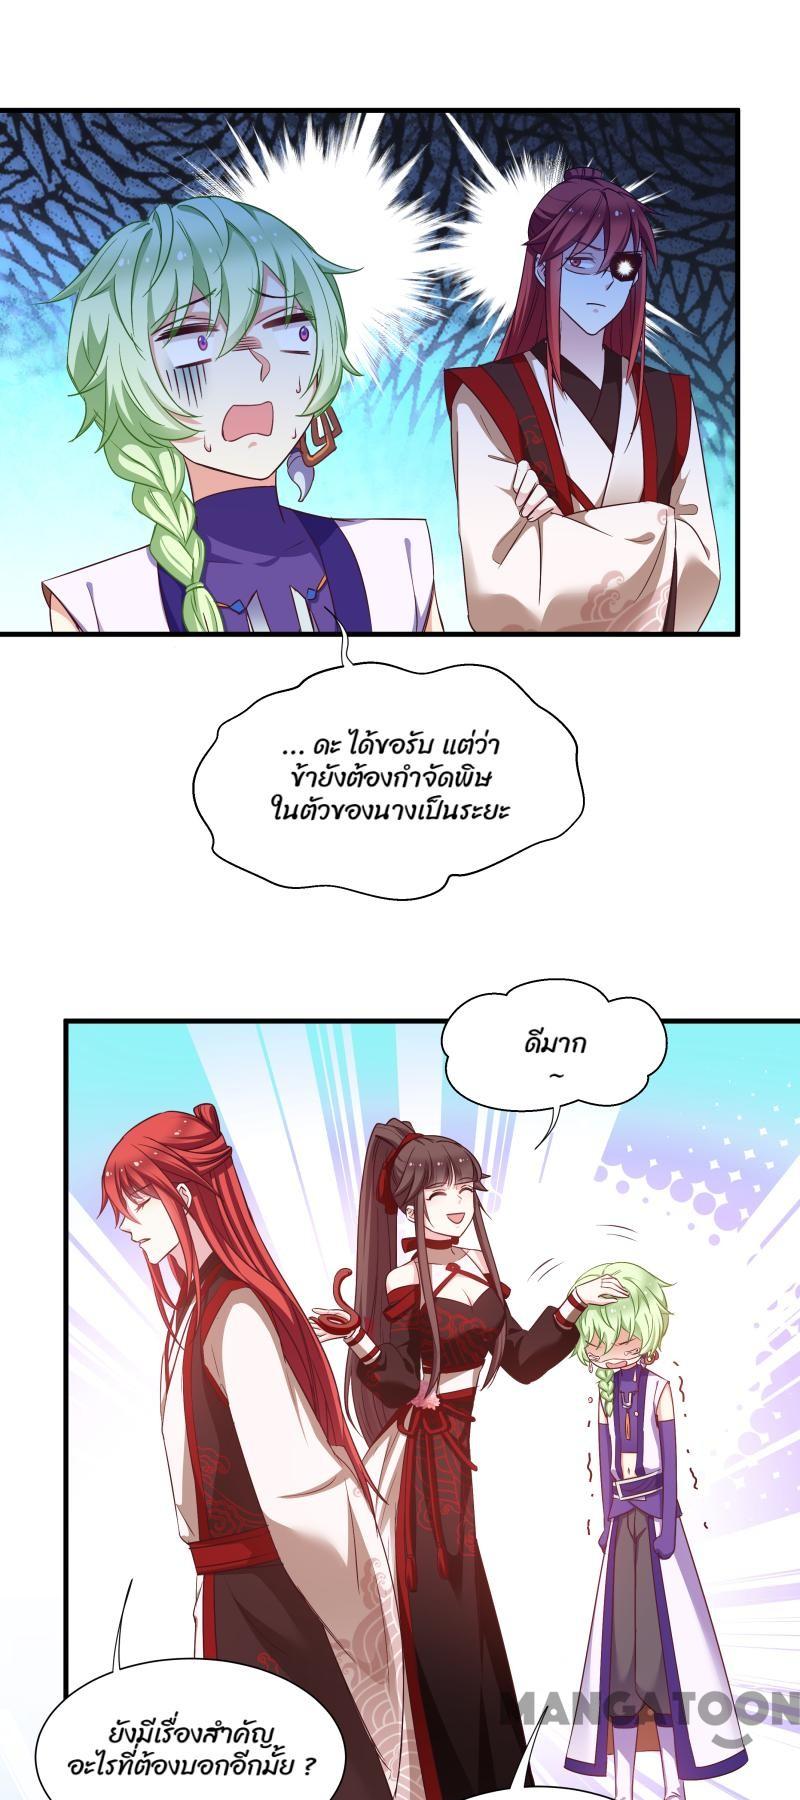 ... ดะ ได้ขอรับ แต่ว่า
ข้ายังต้องกำจัดพิษ
ในตัวของนางเป็นระยะ
ดีมาก
~
ยังมีเรื่องสำคัญ
อะไรที่ต้องบอกอีกมั้ย ?
MANGATOON